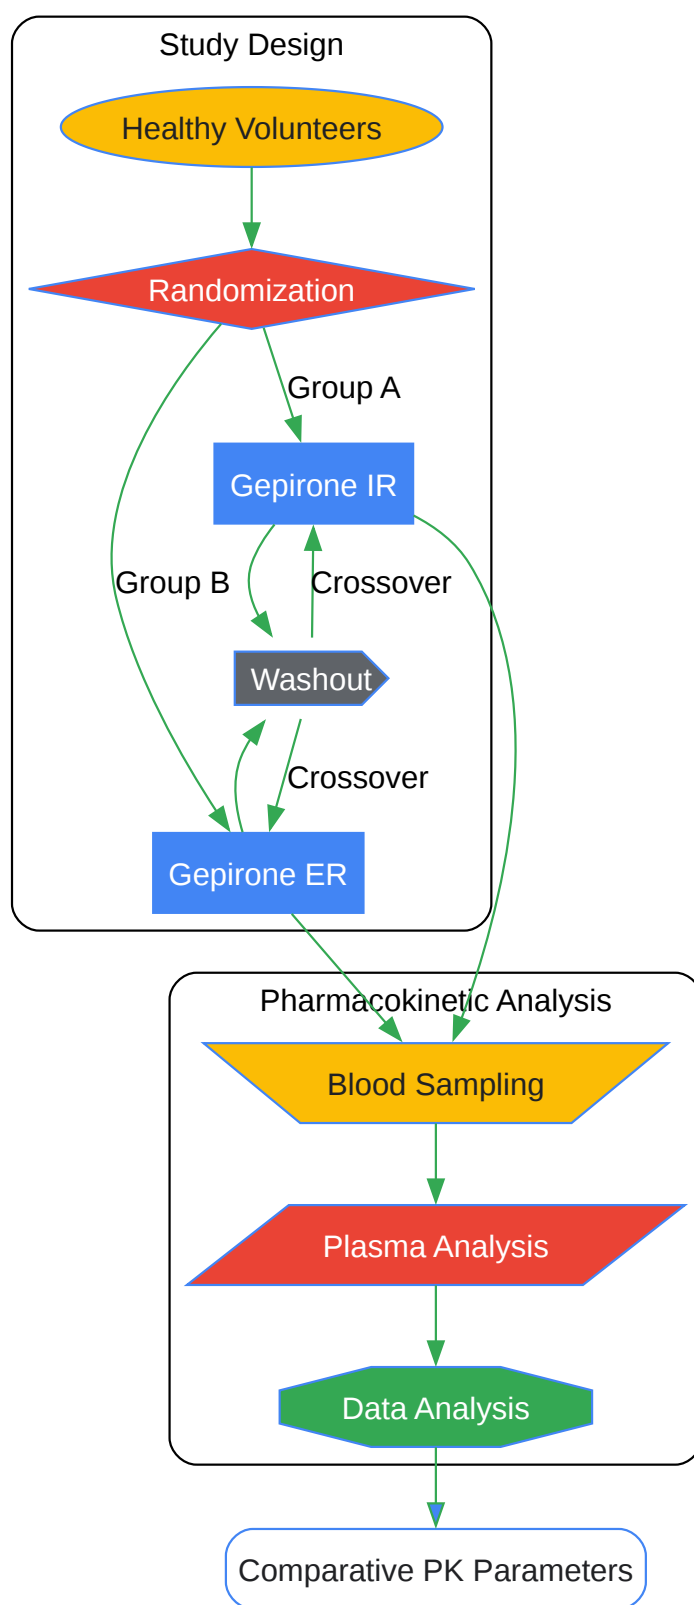 Study Design
Healthy Volunteers
Randomization
Group A
Gepirone IR
Group B
Crossover
Washout
Crossover
Gepirone ER
Pharmacokinetic Analysis
Blood Sampling
Plasma Analysis
Data Analysis
Comparative PK Parameters